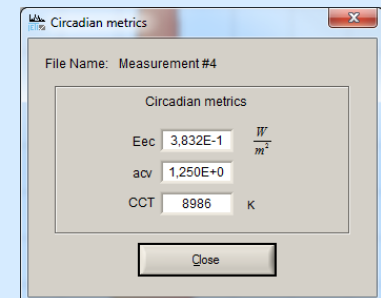 Circadian metrics
File Name: Measurement #4
Circadian metrics
Eec 3,832E-1 W/m²
acv 1,250E+0
CCT 8986 K
Close